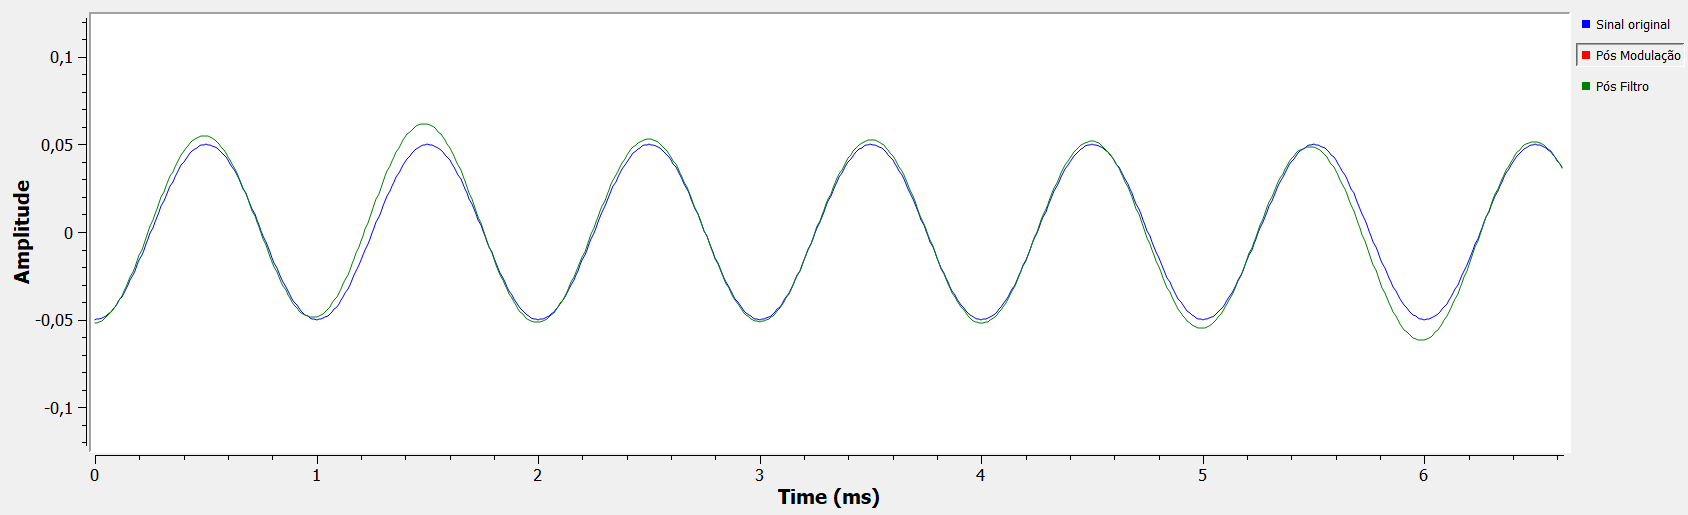 Sinal original
Pós Modulação
Pós Filtro
Amplitude
0,1
0,05
0
-0,05
-0,1
0 1 2 3 4 5 6
Time (ms)